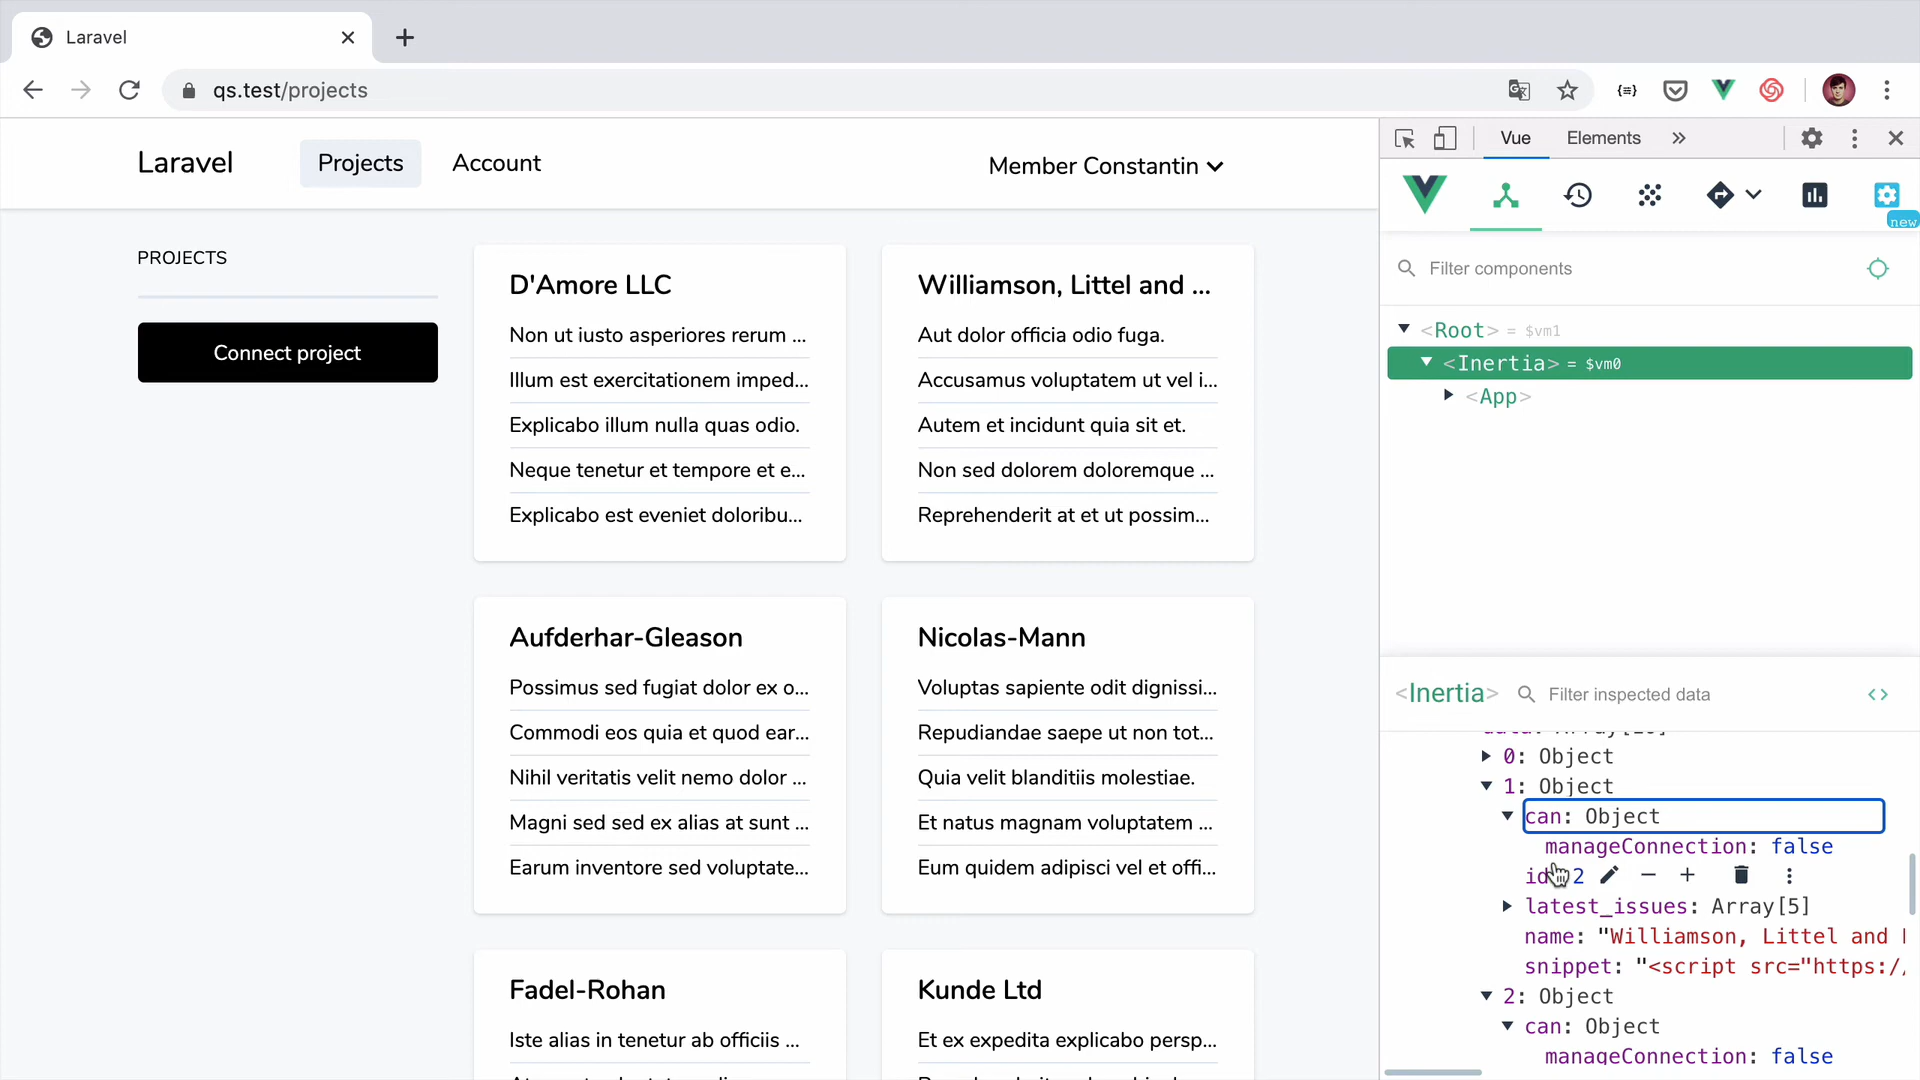 Laravel
qs.test/projects
Laravel
Projects
Account
Member Constantin
PROJECTS
Connect project
D'Amore LLC
Non ut iusto asperiores rerum ...
Illum est exercitationem imped...
Explicabo illum nulla quas odio.
Neque tenetur et tempore et e...
Explicabo est eveniet doloribu...
Williamson, Littel and ...
Aut dolor officia odio fuga.
Accusamus voluptatem ut vel i...
Autem et incidunt quia sit et.
Non sed dolorem doloremque ...
Reprehenderit at et ut possim...
Aufderhar-Gleason
Possimus sed fugiat dolor ex o...
Commodi eos quia et quod ear...
Nihil veritatis velit nemo dolor ...
Magni sed sed ex alias at sunt ...
Earum inventore sed voluptate...
Nicolas-Mann
Voluptas sapiente odit dignissi...
Repudiandae saepe ut non tot...
Quia velit blanditiis molestiae.
Et natus magnam voluptatem ...
Eum quidem adipisci vel et offi...
Fadel-Rohan
Iste alias in tenetur ab officiis ...
Kunde Ltd
Et ex expedita explicabo persp...
Vue
Elements
new
Filter components
<Root> = $vm1
<Inertia> = $vm0
<App>
<Inertia>
Filter inspected data
0: Object
1: Object
can: Object
manageConnection: false
id 2
latest_issues: Array[5]
name: "Williamson, Littel and
snippet: "<script src="https:/
2: Object
can: Object
manageConnection: false